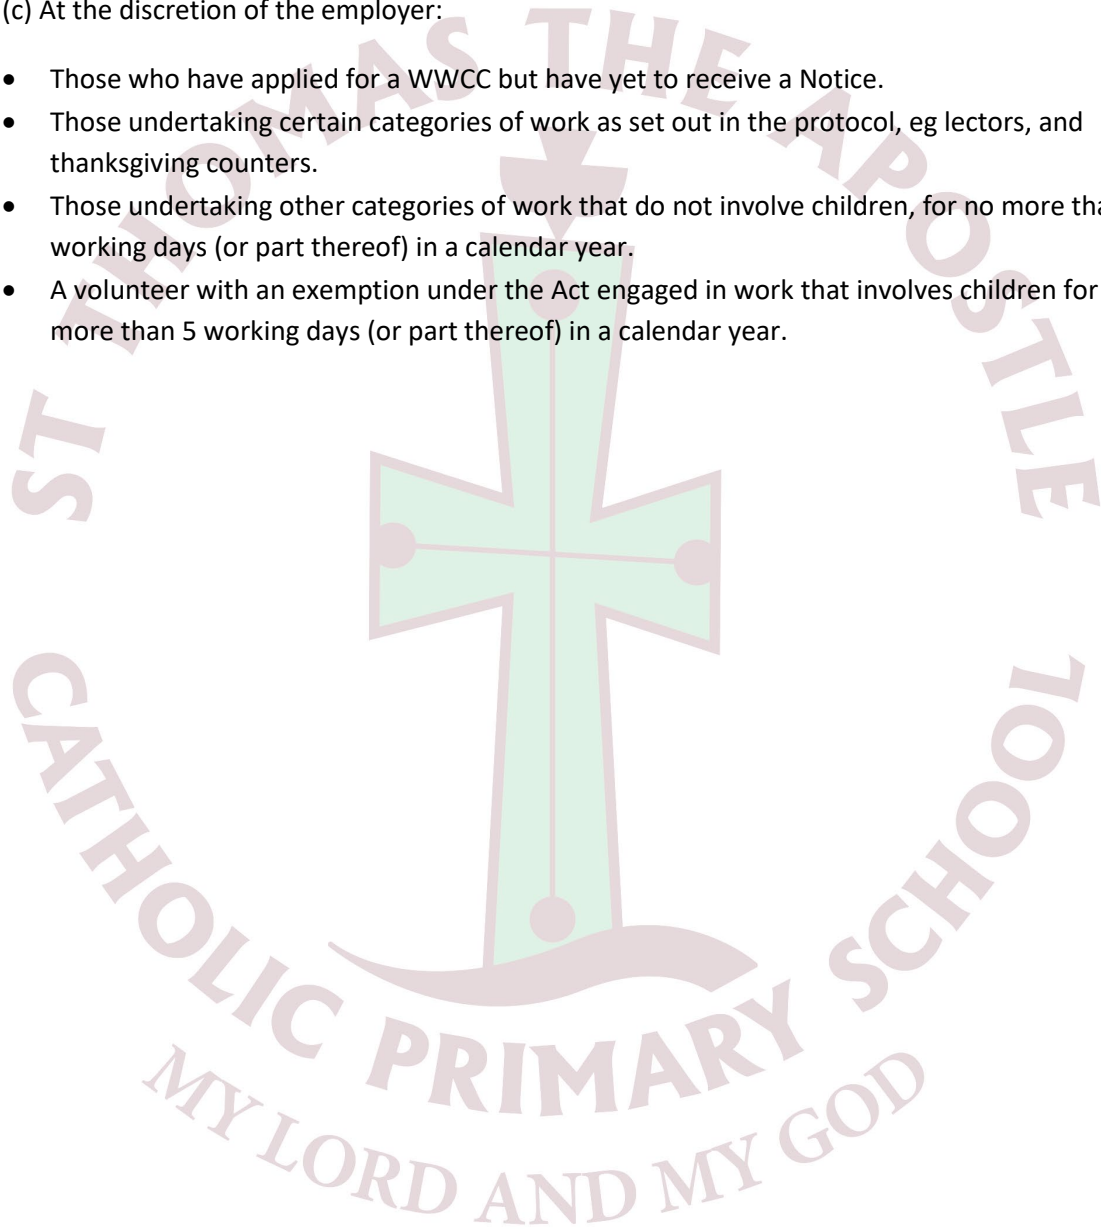 (c) At the discretion of the employer:
• Those who have applied for a WWCC but have yet to receive a Notice.
• Those undertaking certain categories of work as set out in the protocol, eg lectors, and
thanksgiving counters.
• Those undertaking other categories of work that do not involve children, for no more
working days (or part thereof) in a calendar year.
• A volunteer with an exemption under the Act engaged in work that involves children for
more than 5 working days (or part thereof) in a calendar year.
ST THOMAS THE APOSTLE
CATHOLIC PRIMARY SCHOOL
MY LORD AND MY GOD